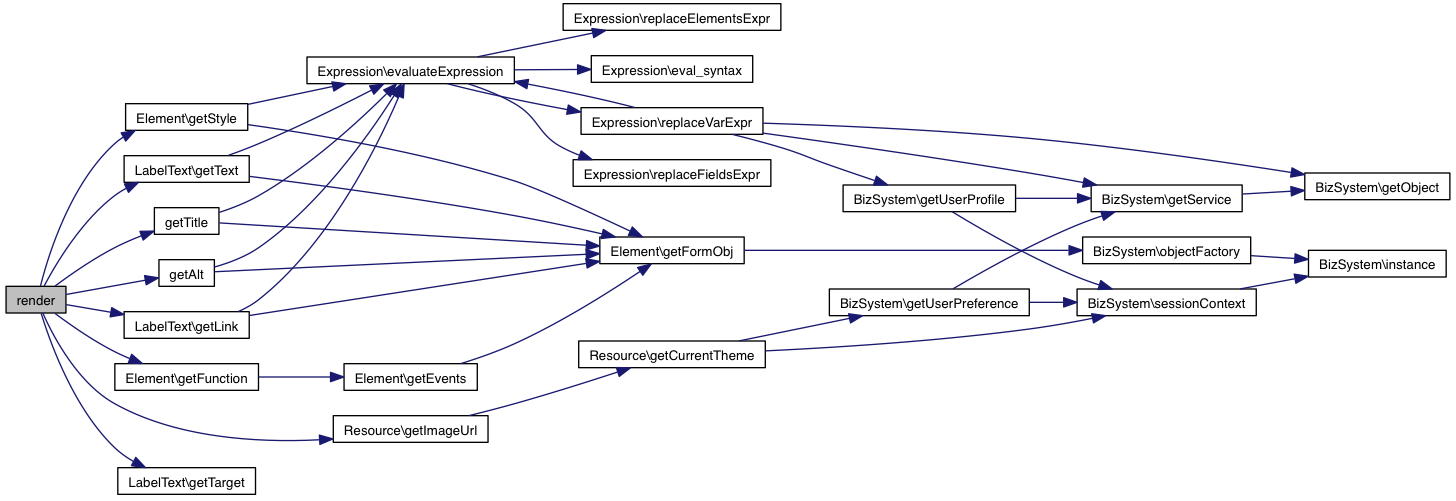 render
Element\getStyle
LabelText\getText
getTitle
getAlt
LabelText\getLink
Element\getFunction
Resource\getImageUrl
LabelText\getTarget
Expression\evaluateExpression
Element\getEvents
Expression\replaceElementsExpr
Expression\eval_syntax
Expression\replaceVarExpr
Expression\replaceFieldsExpr
Element\getFormObj
Resource\getCurrentTheme
BizSystem\getUserProfile
BizSystem\getUserPreference
BizSystem\getService
BizSystem\objectFactory
BizSystem\sessionContext
BizSystem\getObject
BizSystem\instance